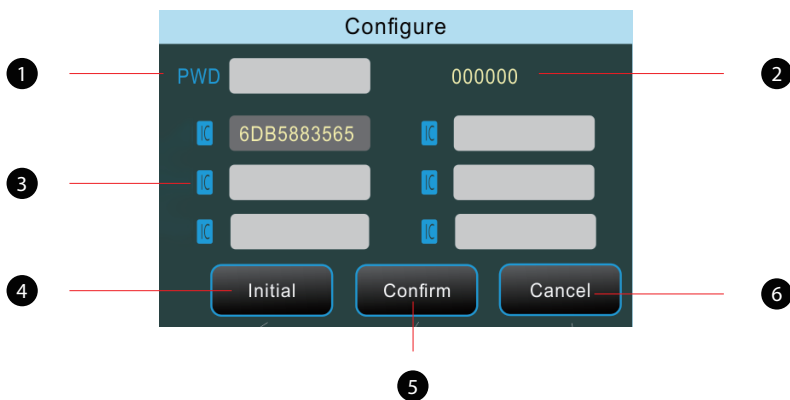 Configure
1 PWD 000000 2
IC 6DB5883565 IC
3 IC IC
IC IC
4 Initial Confirm Cancel 6
5